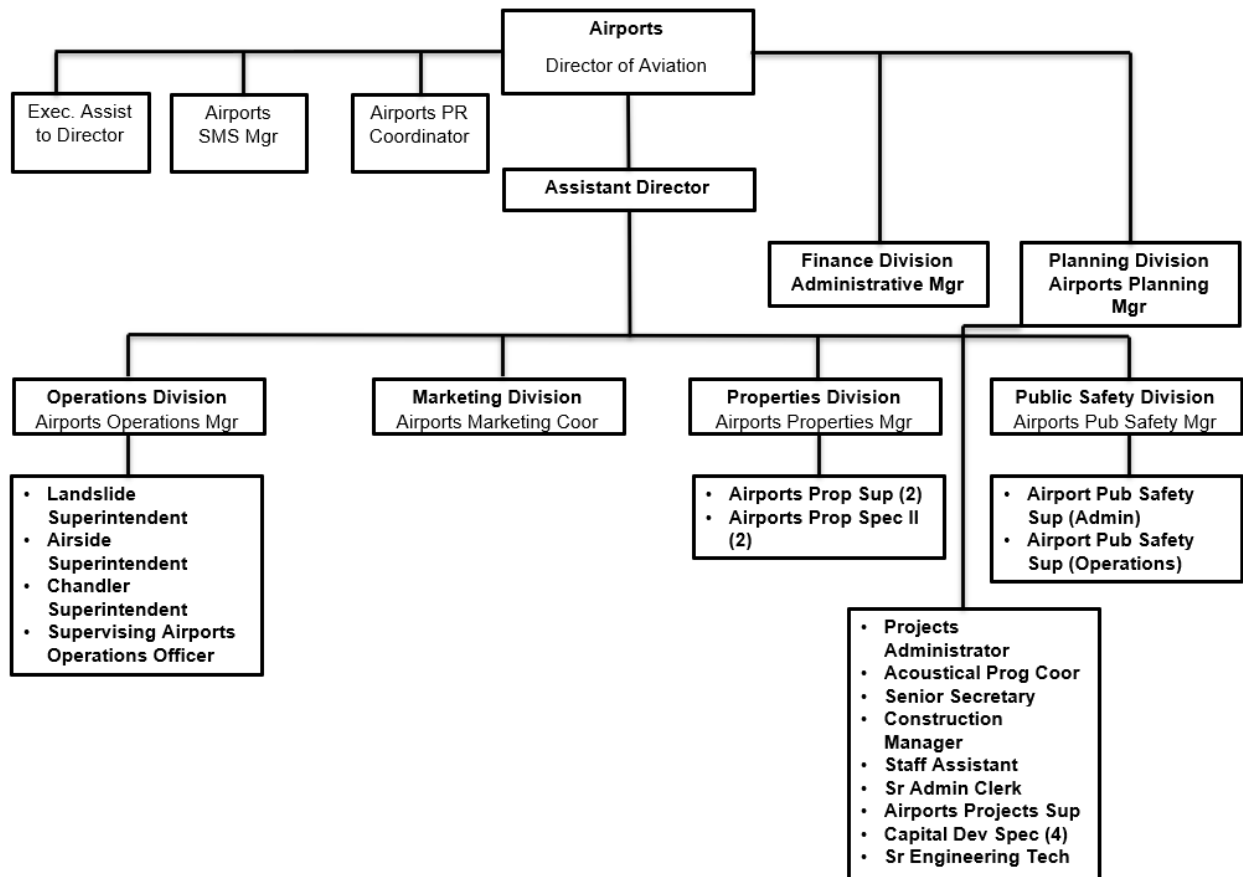 Airports
Director of Aviation
Exec. Assist
to Director
Airports
SMS Mgr
Airports PR
Coordinator
Assistant Director
Finance Division
Administrative Mgr
Planning Division
Airports Planning
Mgr
Operations Division
Airports Operations Mgr
Marketing Division
Airports Marketing Coor
Properties Division
Airports Properties Mgr
Public Safety Division
Airports Pub Safety Mgr
• Landslide
Superintendent
• Airside
Superintendent
• Chandler
Superintendent
• Supervising Airports
Operations Officer
• Airports Prop Sup (2)
• Airports Prop Spec II
(2)
• Airport Pub Safety
Sup (Admin)
• Airport Pub Safety
Sup (Operations)
• Projects
Administrator
• Acoustical Prog Coor
• Senior Secretary
• Construction
Manager
• Staff Assistant
• Sr Admin Clerk
• Airports Projects Sup
• Capital Dev Spec (4)
• Sr Engineering Tech